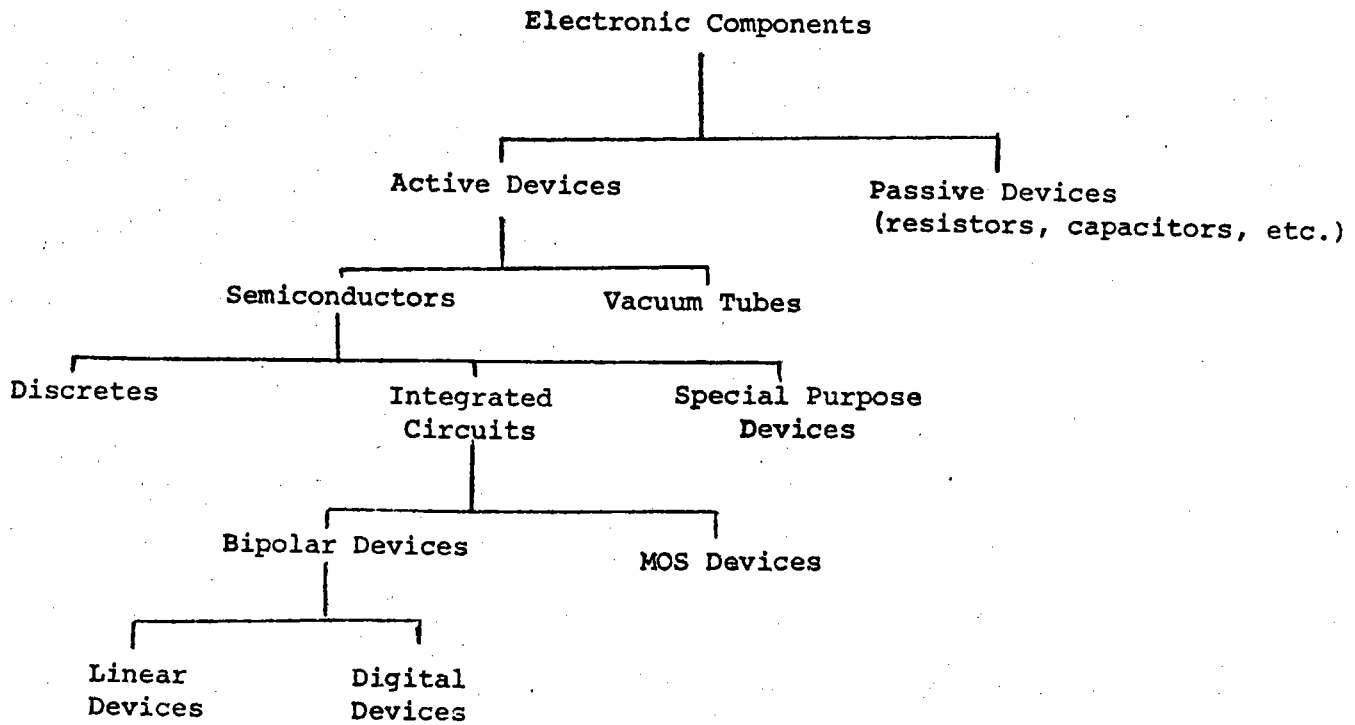 Electronic Components
Active Devices
Passive Devices
(resistors, capacitors, etc.)
Semiconductors
Vacuum Tubes
Discretes
Integrated
Circuits
Special Purpose
Devices
Bipolar Devices
MOS Devices
Linear
Devices
Digital
Devices